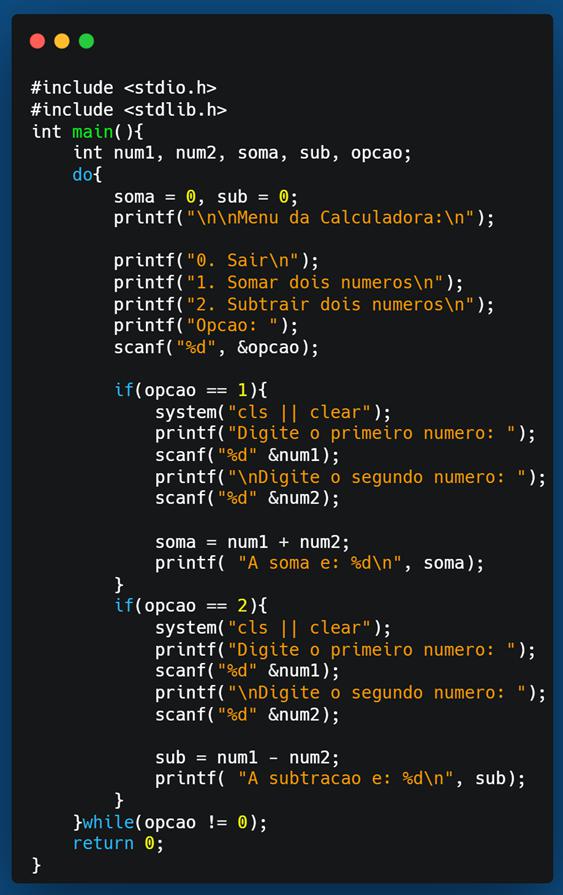 #include <stdio.h>
#include <stdlib.h>
int main(){
    int num1, num2, soma, sub, opcao;
    do{
        soma = 0, sub = 0;
        printf("\n\nMenu da Calculadora:\n");

        printf("0. Sair\n");
        printf("1. Somar dois numeros\n");
        printf("2. Subtrair dois numeros\n");
        printf("Opcao: ");
        scanf("%d", &opcao);

        if(opcao == 1){
            system("cls || clear");
            printf("Digite o primeiro numero: ");
            scanf("%d" &num1);
            printf("\nDigite o segundo numero: ");
            scanf("%d" &num2);

            soma = num1 + num2;
            printf( "A soma e: %d\n", soma);
        }
        if(opcao == 2){
            system("cls || clear");
            printf("Digite o primeiro numero: ");
            scanf("%d" &num1);
            printf("\nDigite o segundo numero: ");
            scanf("%d" &num2);

            sub = num1 - num2;
            printf( "A subtracao e: %d\n", sub);
        }
    }while(opcao != 0);
    return 0;
}